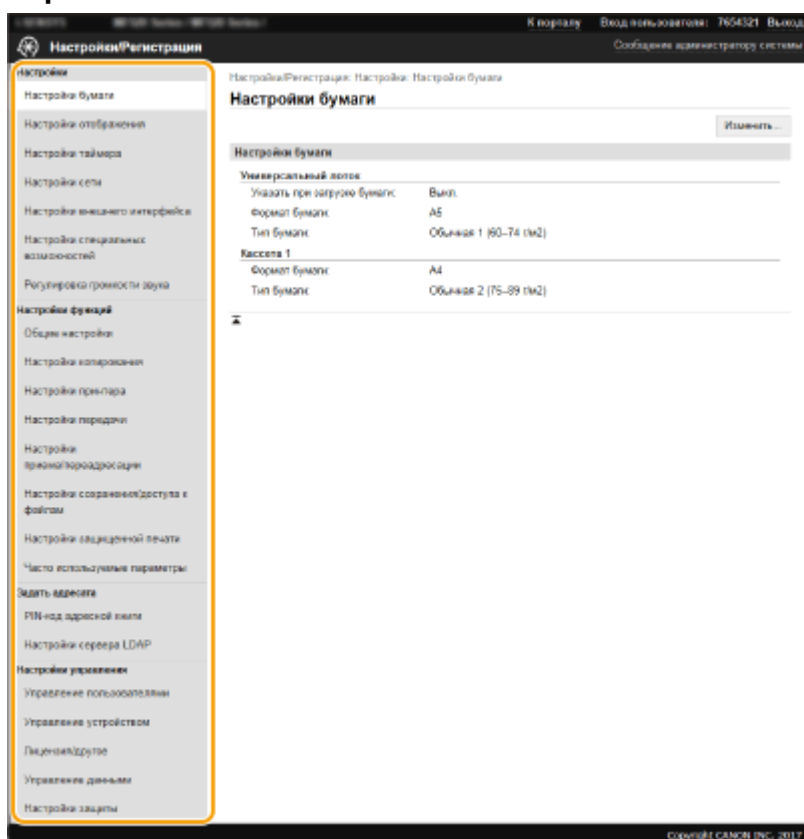 К порталу Вход пользователя: 7654321 Выход
Настройки/Регистрация
Сообщение администратору системы
Настройки
Настройки бумаги
Настройки отображения
Настройки таймера
Настройки сети
Настройки внешнего интерфейса
Настройки специальных
возможностей
Регулировка громкости звука
Настройки функций
Общие настройки
Настройки копирования
Настройки принтера
Настройки передачи
Настройки
приема/переадресации
Настройки сохранения/доступа к
файлам
Настройки защищенной печати
Часто используемые параметры
Задать адресата
PIN-код адресной книги
Настройки сервера LDAP
Настройки управления
Управление пользователями
Управление устройством
Лицензия/другое
Управление данными
Настройки защиты
Настройки/Регистрация: Настройки: Настройки бумаги
Настройки бумаги
Изменить...
Настройки бумаги
Универсальный лоток
Указать при загрузке бумаги: Выкл.
Формат бумаги: A5
Тип бумаги: Обычная 1 (60–74 г/м2)
Кассета 1
Формат бумаги: A4
Тип бумаги: Обычная 2 (75–89 г/м2)
Copyright CANON INC. 2017